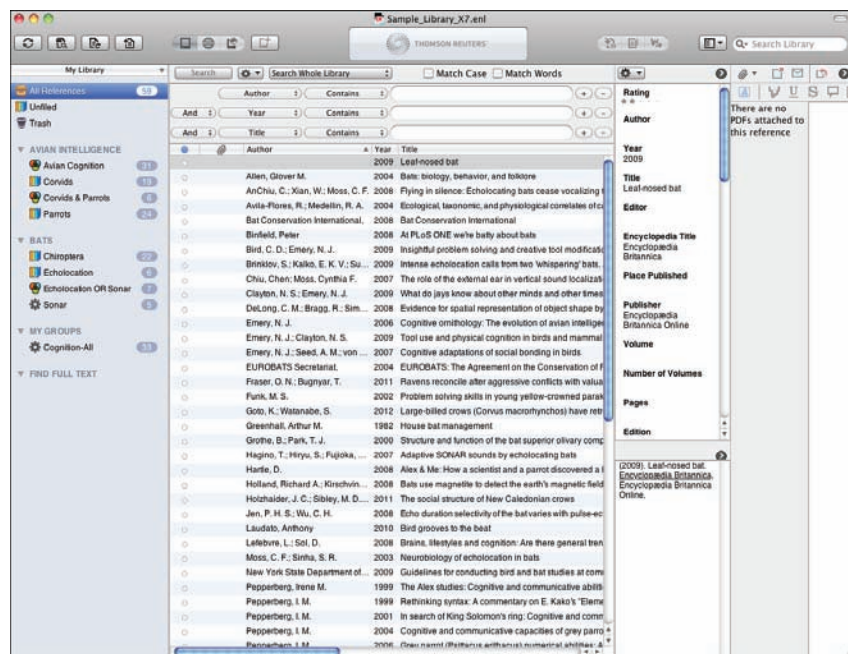 Sample_Library_X7.enl
THOMSON REUTERS
Search Library
My Library
All References 59
Unfiled
Trash
AVIAN INTELLIGENCE
Avian Cognition
Corvids
Corvids & Parrots
Parrots
BATS
Chiroptera
Echolocation
Echolocation OR Sonar
Sonar
MY GROUPS
Cognition-All
FIND FULL TEXT
Search Search Whole Library Match Case Match Words
Author Contains
And Year Contains
And Title Contains
Author Year Title
2009 Leaf-nosed bat
Allen, Glover M. 2004 Bats: biology, behavior, and folklore
AnChiu, C.; Xian, W.; Moss, C. F. 2008 Flying in silence: Echolocating bats cease vocalizing t
Avila-Flores, R.; Medellin, R. A. 2004 Ecological, taxonomic, and physiological correlates of ca
Bat Conservation International, 2008 Bat Conservation International
Binfield, Peter 2008 At PLoS ONE we're batty about bats
Bird, C. D.; Emery, N. J. 2009 Insightful problem solving and creative tool modificatio
Brinklov, S.; Kalko, E. K. V.; Su... 2009 Intense echolocation calls from two 'whispering' bats,
Chiu, Chen; Moss, Cynthia F. 2007 The role of the external ear in vertical sound localizati
Clayton, N. S.; Emery, N. J. 2009 What do jays know about other minds and other times
DeLong, C. M.; Bragg, R.; Sim... 2008 Evidence for spatial representation of object shape by
Emery, N. J. 2006 Cognitive ornithology: The evolution of avian intellige
Emery, N. J.; Clayton, N. S. 2009 Tool use and physical cognition in birds and mammal
Emery, N. J.; Seed, A. M.; von ... 2007 Cognitive adaptations of social bonding in birds
EUROBATS Secretariat, 2004 EUROBATS: The Agreement on the Conservation of
Fraser, O. N.; Bugnyar, T. 2011 Ravens reconcile after aggressive conflicts with valua
Funk, M. S. 2002 Problem solving skills in young yellow-crowned parak
Goto, K.; Watanabe, S. 2012 Large-billed crows (Corvus macrorhynchos) have retr
Greenhall, Arthur M. 1982 House bat management
Grothe, B.; Park, T. J. 2000 Structure and function of the bat superior olivary comp
Hagino, T.; Hiryu, S.; Fujioka, ... 2007 Adaptive SONAR sounds by echolocating bats
Hartle, D. 2008 Alex & Me: How a scientist and a parrot discovered a
Holland, Richard A.; Kirschvin... 2008 Bats use magnetite to detect the earth's magnetic field
Holzhaider, J. C.; Sibley, M. D.... 2011 The social structure of New Caledonian crows
Jen, P. H. S.; Wu, C. H. 2008 Echo duration selectivity of the bat varies with pulse-ec
Laudato, Anthony 2010 Bird grooves to the beat
Lefebvre, L.; Sol, D. 2008 Brains, lifestyles and cognition: Are there general tren
Moss, C. F.; Sinha, S. R. 2003 Neurobiology of echolocation in bats
New York State Department of... 2009 Guidelines for conducting bird and bat studies at com
Pepperberg, Irene M. 1999 The Alex studies: Cognitive and communicative abiliti
Pepperberg, I. M. 1999 Rethinking syntax: A commentary on E. Kako's "Eleme
Pepperberg, I. M. 2001 In search of King Solomon's ring: Cognitive and comm
Pepperberg, I. M. 2004 Cognitive and communicative capacities of grey parro
Pepperberg, I. M. 2006 Grey parrot (Psittacus erithacus) numerical abilities: A
Rating
Author
Year
2009
Title
Leaf-nosed bat
Editor
Encyclopedia Title
Encyclopædia
Britannica
Place Published
Publisher
Encyclopædia
Britannica Online
Volume
Number of Volumes
Pages
Edition
(2009). Leaf-nosed bat.
Encyclopædia Britannica,
Encyclopædia Britannica
Online.
There are no
PDFs attached to
this reference